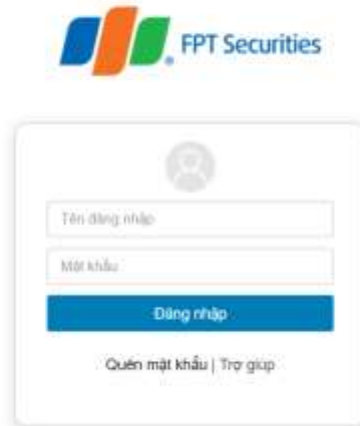 FPT Securities
Tên đăng nhập
Mật khẩu
Đăng nhập
Quên mật khẩu | Trợ giúp